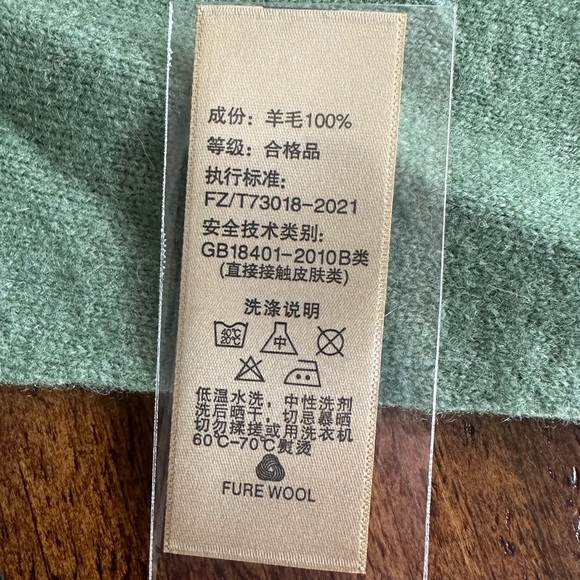 成份：羊毛100%
等级：合格品
执行标准：
FZ/T73018-2021
安全技术类别：
GB18401-2010B类
(直接接触皮肤类)
洗涤说明
40℃
20℃
中
低温水洗，中性洗剂
洗后晒干，切忌暴晒
切勿揉搓或用洗衣机
60℃-70℃熨烫
FURE WOOL